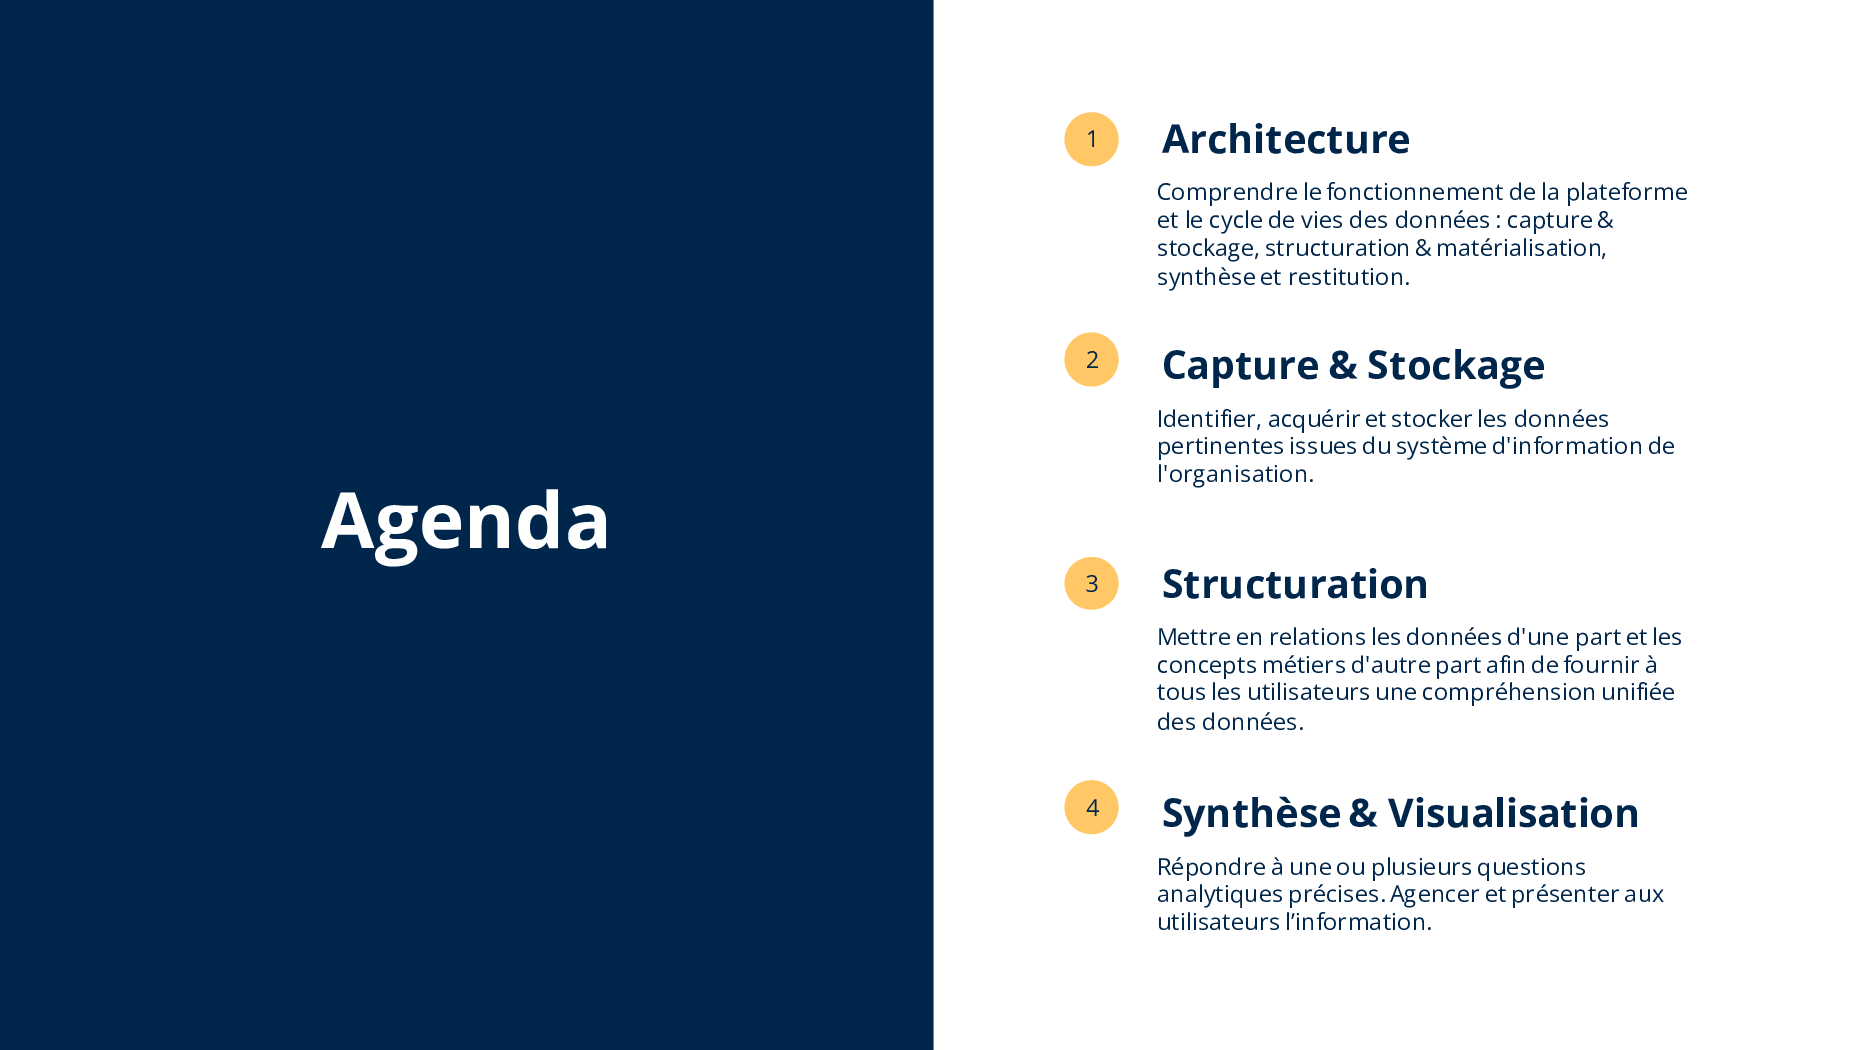 Agenda
1
Architecture
Comprendre le fonctionnement de la plateforme
et le cycle de vies des données : capture &
stockage, structuration & matérialisation,
synthèse et restitution.
2
Capture & Stockage
Identifier, acquérir et stocker les données
pertinentes issues du système d'information de
l'organisation.
3
Structuration
Mettre en relations les données d'une part et les
concepts métiers d'autre part afin de fournir à
tous les utilisateurs une compréhension unifiée
des données.
4
Synthèse & Visualisation
Répondre à une ou plusieurs questions
analytiques précises. Agencer et présenter aux
utilisateurs l’information.